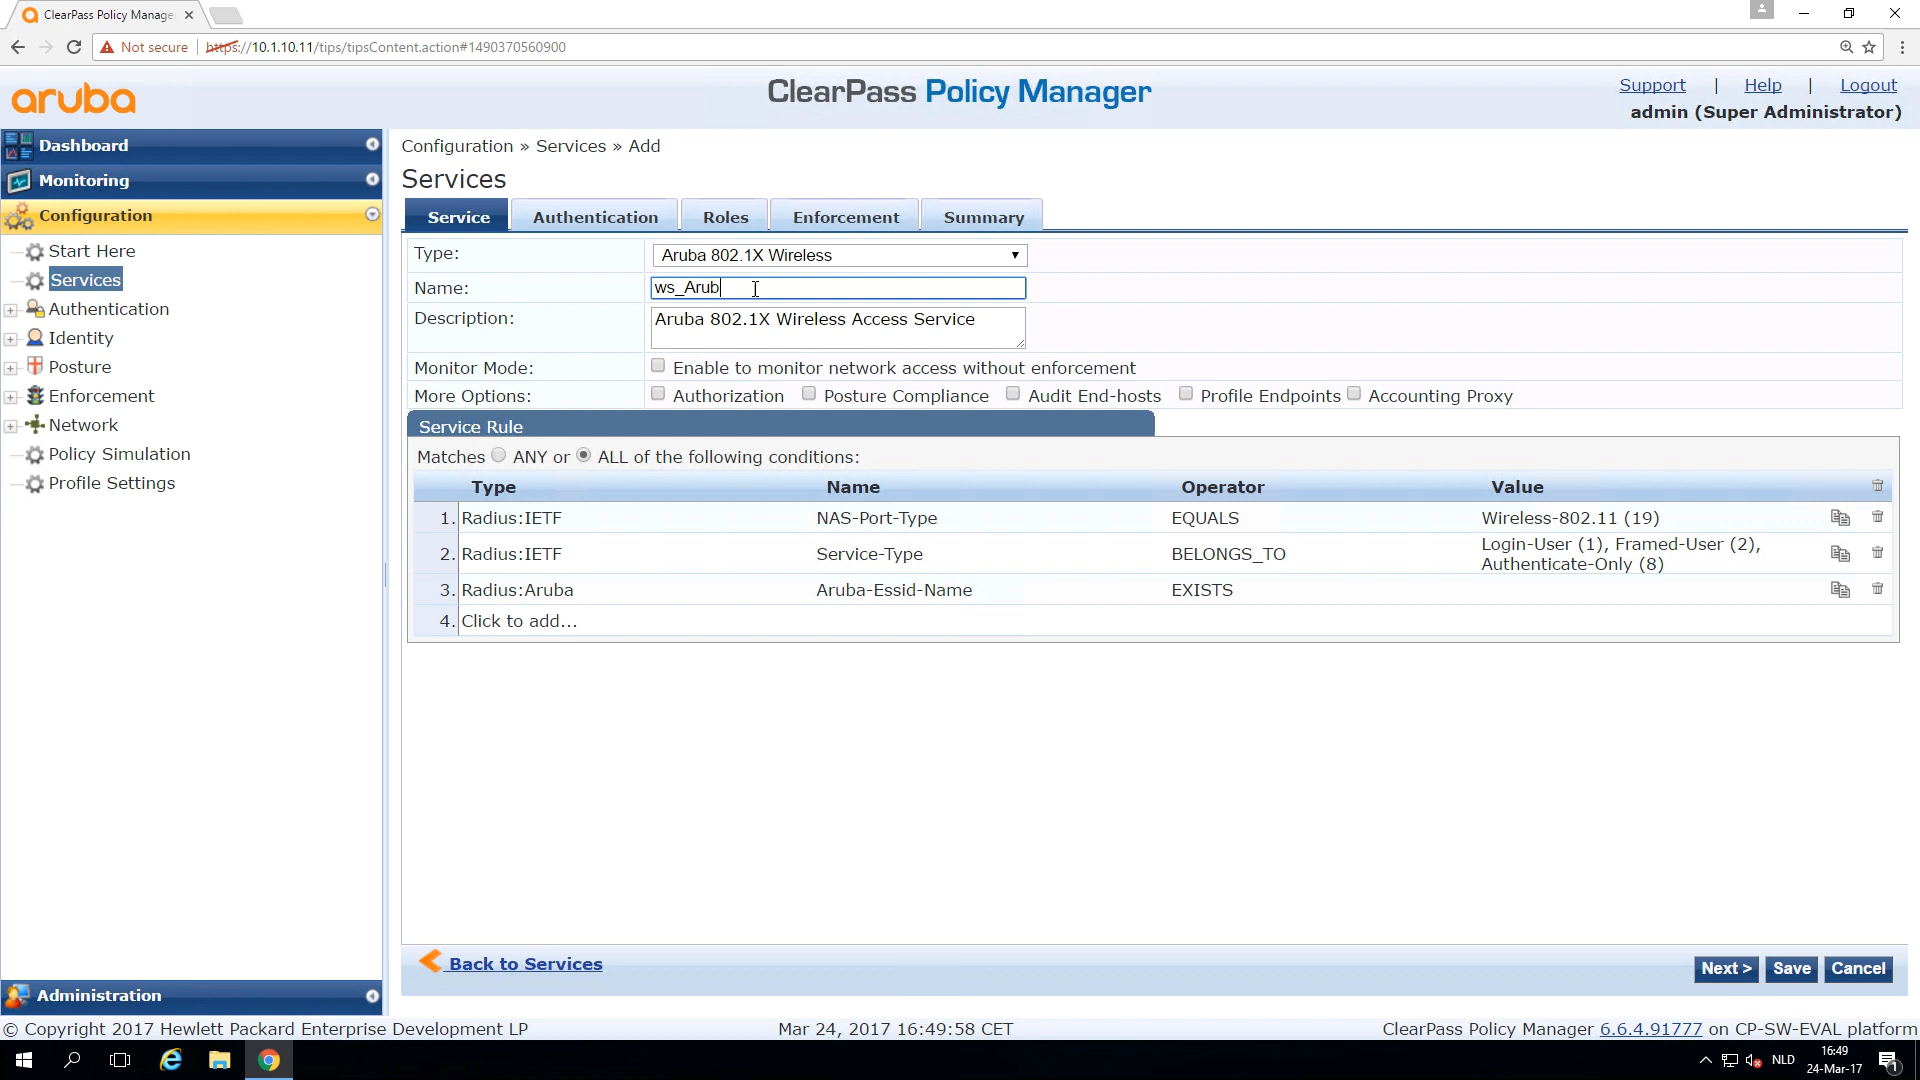 ClearPass Policy Manage
Not secure | https://10.1.10.11/tips/tipsContent.action#1490370560900
aruba
ClearPass Policy Manager
Support | Help | Logout
admin (Super Administrator)
Dashboard
Monitoring
Configuration
Start Here
Services
Authentication
Identity
Posture
Enforcement
Network
Policy Simulation
Profile Settings
Administration
Configuration » Services » Add
Services
Service Authentication Roles Enforcement Summary
Type: Aruba 802.1X Wireless
Name: ws_Arub
Description: Aruba 802.1X Wireless Access Service
Monitor Mode: Enable to monitor network access without enforcement
More Options: Authorization Posture Compliance Audit End-hosts Profile Endpoints Accounting Proxy
Service Rule
Matches ANY or ALL of the following conditions:
Type Name Operator Value
1. Radius:IETF NAS-Port-Type EQUALS Wireless-802.11 (19)
2. Radius:IETF Service-Type BELONGS_TO Login-User (1), Framed-User (2),
Authenticate-Only (8)
3. Radius:Aruba Aruba-Essid-Name EXISTS
4. Click to add...
Back to Services
Next > Save Cancel
© Copyright 2017 Hewlett Packard Enterprise Development LP Mar 24, 2017 16:49:58 CET ClearPass Policy Manager 6.6.4.91777 on CP-SW-EVAL platform
NLD
16:49
24-Mar-17
1